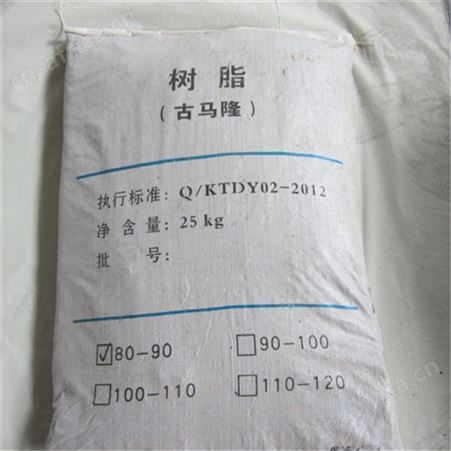 树脂
(古马隆)
执行标准: Q/KTDY02-2012
净含量: 25 kg
批号:
☑80-90 □90-100
□100-110 □110-120